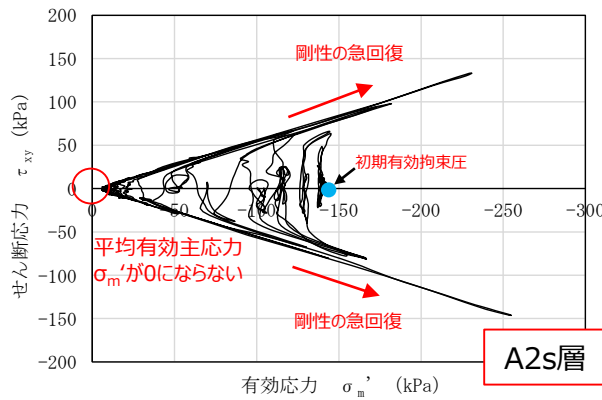 200
150
100
50
0
-50
-100
-150
-200
せん断応力 τxy (kPa)
剛性の急回復
初期有効拘束圧
0
-50
-100
-150
-200
-250
-300
平均有効主応力
σm‘が0にならない
剛性の急回復
A2s層
有効応力 σm’ (kPa)